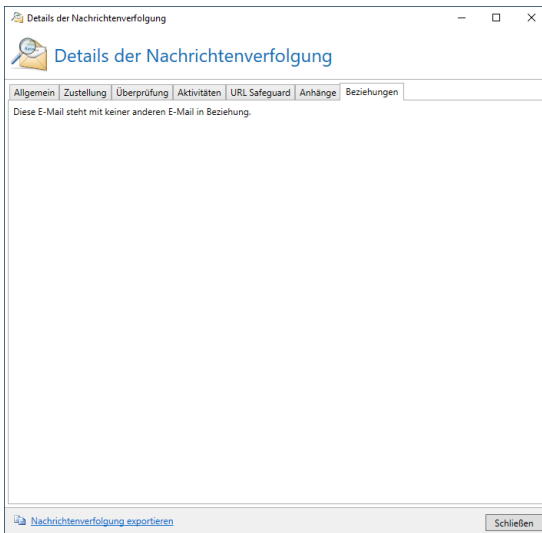 Details der Nachrichtenverfolgung
Details der Nachrichtenverfolgung
Allgemein Zustellung Überprüfung Aktivitäten URL Safeguard Anhänge Beziehungen
Diese E-Mail steht mit keiner anderen E-Mail in Beziehung.
Nachrichtenverfolgung exportieren
Schließen